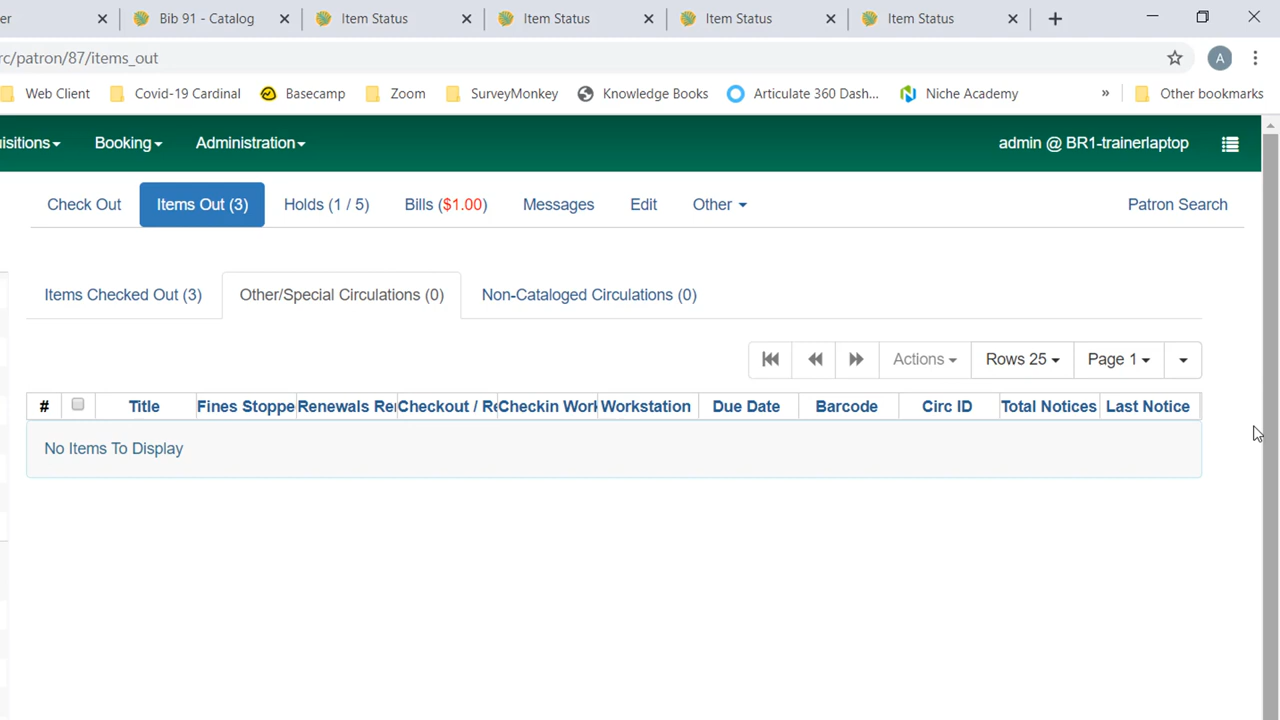 er Bib 91 - Catalog Item Status Item Status Item Status Item Status
rc/patron/87/items_out A
Web Client Covid-19 Cardinal Basecamp Zoom SurveyMonkey Knowledge Books Articulate 360 Dash... Niche Academy » Other bookmarks
uisitions Booking Administration admin @ BR1-trainerlaptop
Check Out Items Out (3) Holds (1 / 5) Bills ($1.00) Messages Edit Other Patron Search
Items Checked Out (3) Other/Special Circulations (0) Non-Cataloged Circulations (0)
Actions Rows 25 Page 1
# Title Fines Stoppe Renewals Re Checkout / Re Checkin Work Workstation Due Date Barcode Circ ID Total Notices Last Notice
No Items To Display